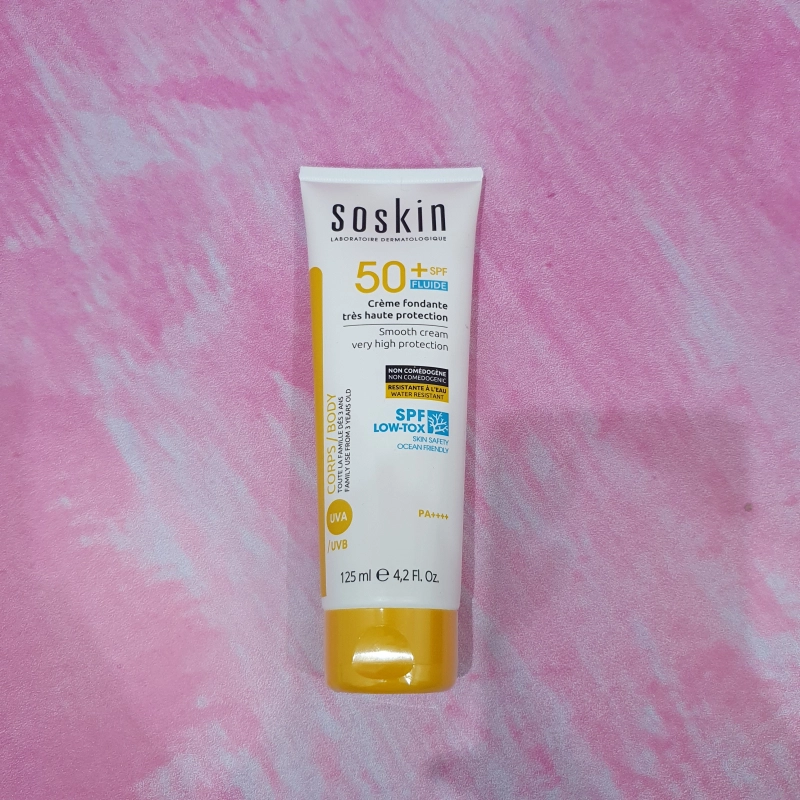 soskin
LABORATOIRE DERMATOLOGIQUE
50+ SPF
FLUIDE
Crème fondante
très haute protection
Smooth cream
very high protection
NON COMÉDOGÈNE
NON COMEDOGENIC
RESISTANTE À L'EAU
WATER RESISTANT
SPF
LOW-TOX
SKIN SAFETY
OCEAN FRIENDLY
CORPS / BODY
TOUTE LA FAMILLE DÈS 3 ANS
FAMILY USE FROM 3 YEARS OLD
UVA
/UVB
PA++++
125 ml ℮ 4,2 Fl. Oz.